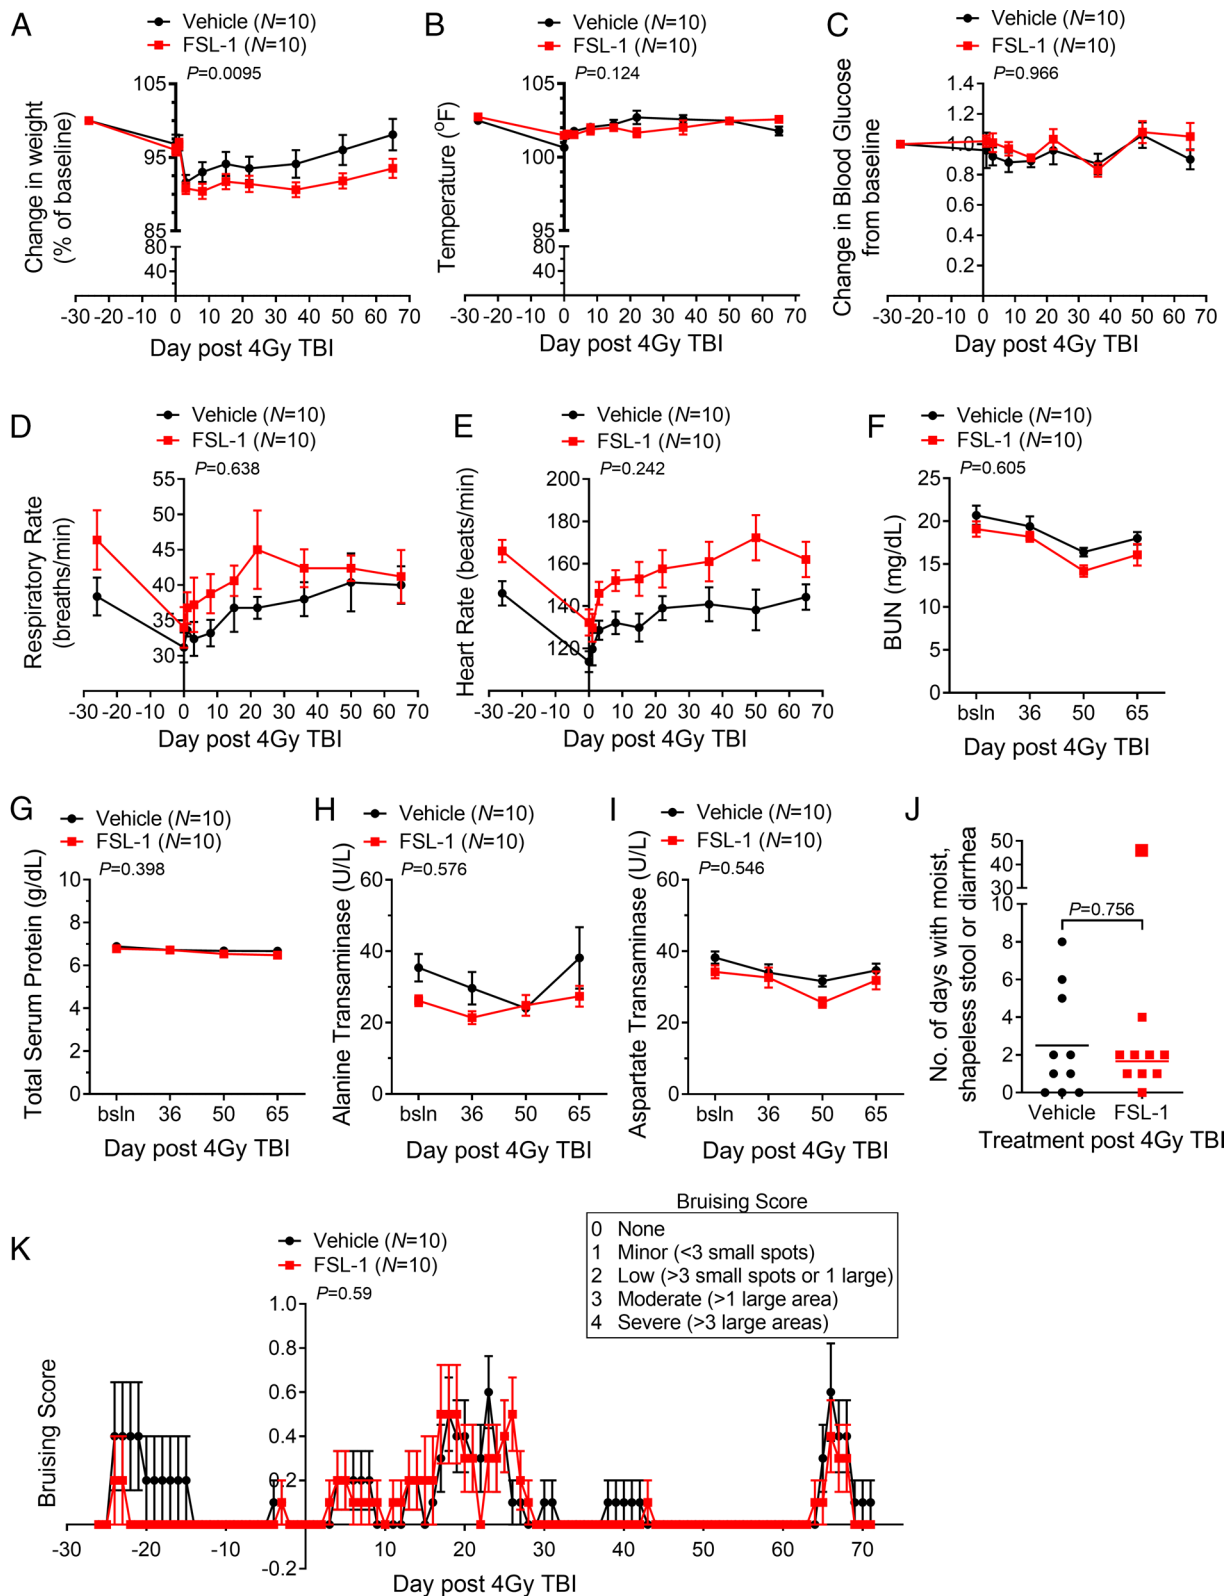 A
Vehicle (N=10)
FSL-1 (N=10)
P=0.0095
Change in weight
(% of baseline)
105
95
85
80
40
-30 -10 0 10 20 30 40 50 60 70
Day post 4Gy TBI
B
Vehicle (N=10)
FSL-1 (N=10)
P=0.124
Temperature (°F)
105
100
95
80
40
-30 -10 0 10 20 30 40 50 60 70
Day post 4Gy TBI
C
Vehicle (N=10)
FSL-1 (N=10)
P=0.966
Change in Blood Glucose
from baseline
1.4
1.2
1.0
0.8
0.6
0.4
0.2
-30 -10 0 10 20 30 40 50 60 70
Day post 4Gy TBI
D
Vehicle (N=10)
FSL-1 (N=10)
P=0.638
Respiratory Rate
(breaths/min)
55
50
45
40
35
30
-30 -20 -10 0 10 20 30 40 50 60 70
Day post 4Gy TBI
E
Vehicle (N=10)
FSL-1 (N=10)
P=0.242
Heart Rate (beats/min)
200
180
160
140
120
-30 -20 -10 0 10 20 30 40 50 60 70
Day post 4Gy TBI
F
Vehicle (N=10)
FSL-1 (N=10)
P=0.605
BUN (mg/dL)
25
20
15
10
5
0
bsln 36 50 65
Day post 4Gy TBI
G
Vehicle (N=10)
FSL-1 (N=10)
P=0.398
Total Serum Protein (g/dL)
10
8
6
4
2
0
bsln 36 50 65
Day post 4Gy TBI
H
Vehicle (N=10)
FSL-1 (N=10)
P=0.576
Alanine Transaminase (U/L)
60
40
20
0
bsln 36 50 65
Day post 4Gy TBI
I
Vehicle (N=10)
FSL-1 (N=10)
P=0.546
Aspartate Transaminase (U/L)
60
40
20
0
bsln 36 50 65
Day post 4Gy TBI
J
No. of days with moist,
shapeless stool or diarrhea
50
40
30
10
8
6
4
2
0
P=0.756
Vehicle FSL-1
Treatment post 4Gy TBI
K
Vehicle (N=10)
FSL-1 (N=10)
P=0.59
Bruising Score
0 None
1 Minor (<3 small spots)
2 Low (>3 small spots or 1 large)
3 Moderate (>1 large area)
4 Severe (>3 large areas)
Bruising Score
1.0
0.8
0.6
0.4
0.2
-0.2
-30 -20 -10 10 20 30 40 50 60 70
Day post 4Gy TBI